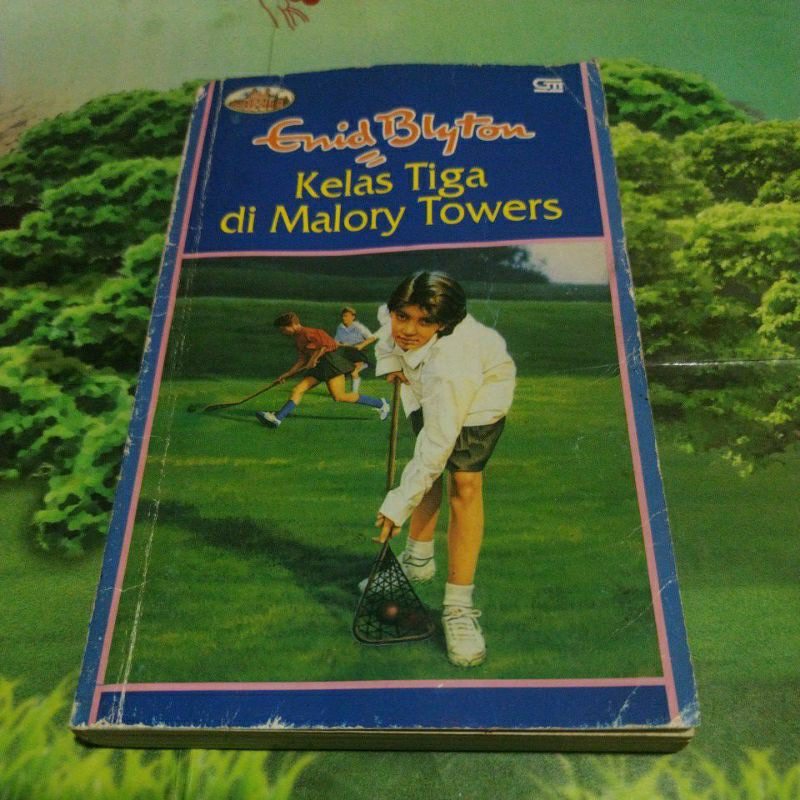 Enid Blyton
Kelas Tiga
di Malory Towers